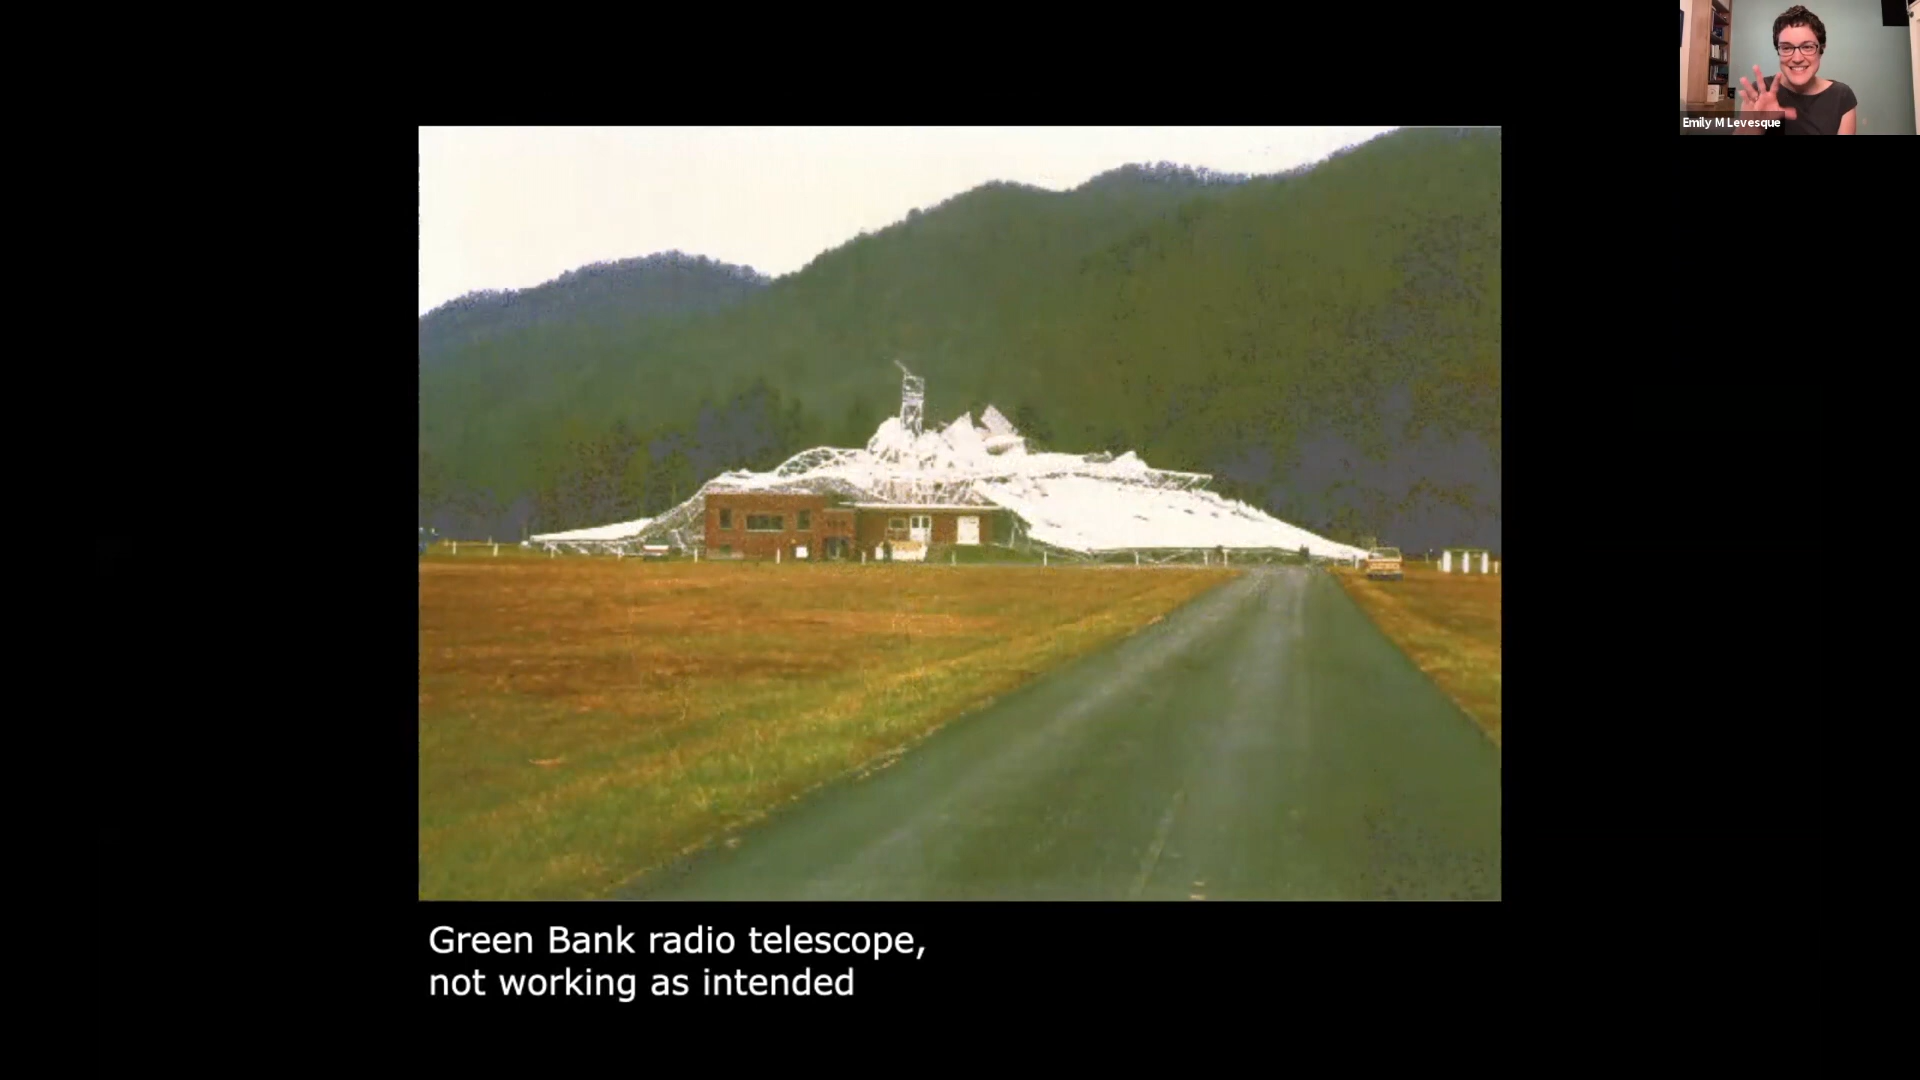 Emily M Levesque
Green Bank radio telescope,
not working as intended